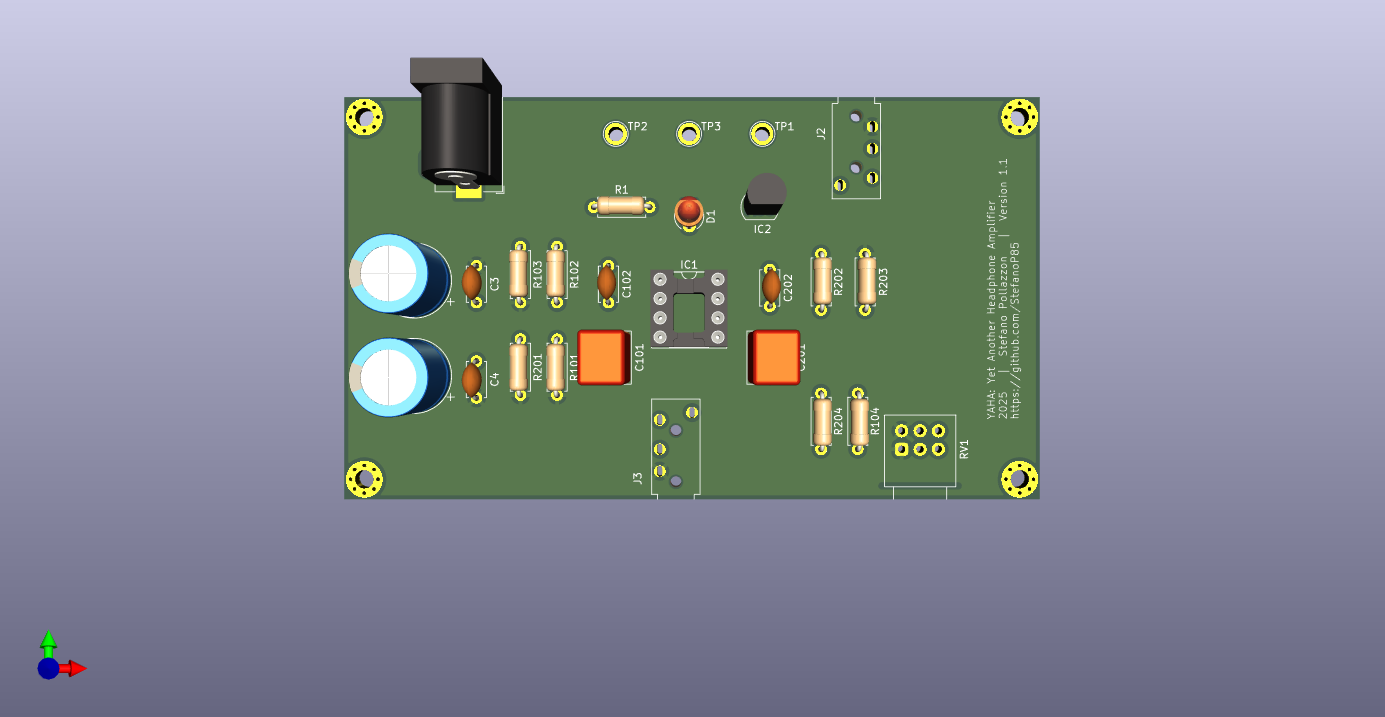 TP2
TP3
TP1
J2
R1
D1
IC2
IC1
C3
R103
R102
C102
C202
R202
R203
+
C4
R201
R101
C101
C201
+
R204
R104
RV1
J3
YAHA: Yet Another Headphone Amplifier
2025 | Stefano Pollazzon | Version 1.1
https://github.com/StefanoP85